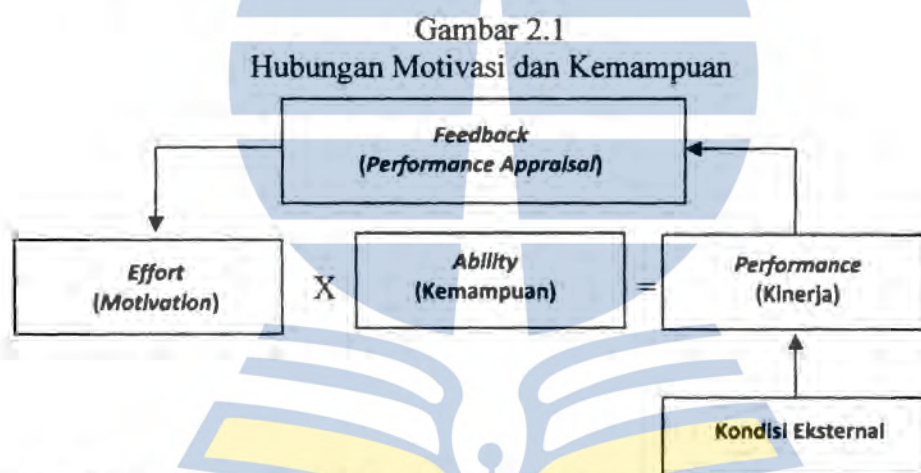 Gambar 2.1
Hubungan Motivasi dan Kemampuan
Feedback
(Performance Appraisal)
Effort
(Motivation)
X
Ability
(Kemampuan)
=
Performance
(Kinerja)
Kondisi Eksternal